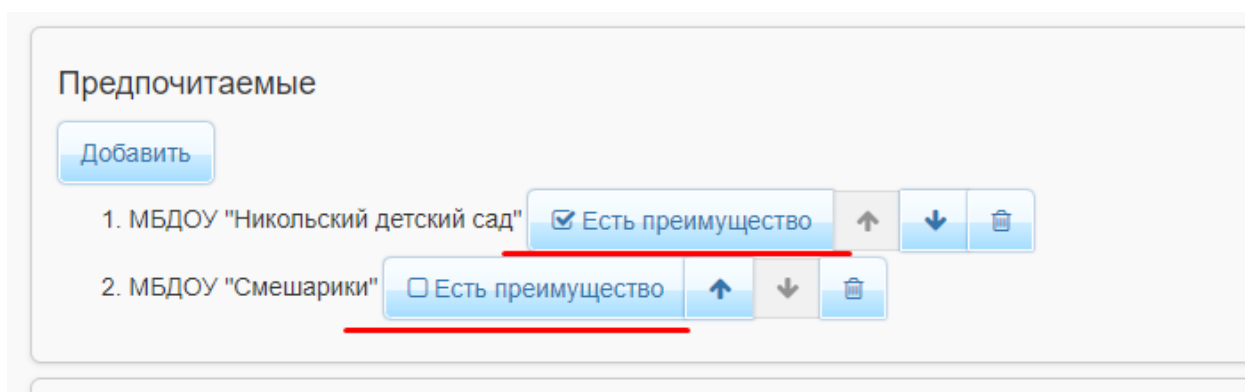 Предпочитаемые
Добавить
1. МБДОУ "Никольский детский сад" Есть преимущество
2. МБДОУ "Смешарики" Есть преимущество